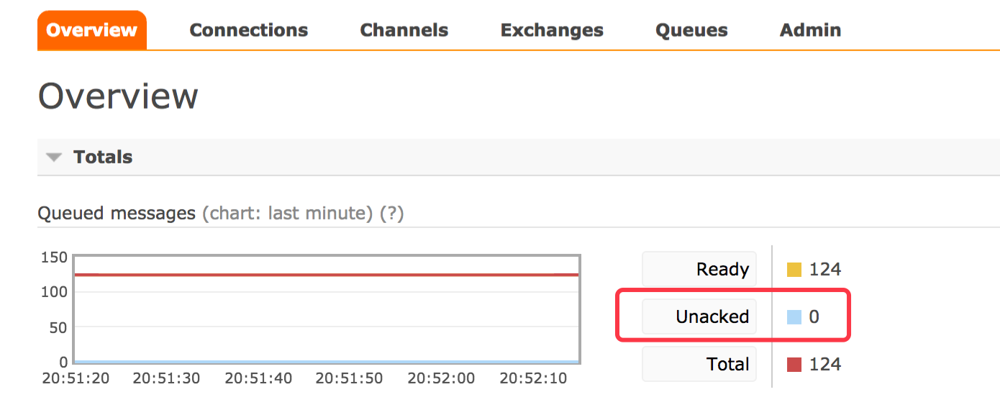 Overview Connections Channels Exchanges Queues Admin
Overview
Totals
Queued messages (chart: last minute) (?)
150
100
50
0
20:51:20 20:51:30 20:51:40 20:51:50 20:52:00 20:52:10
Ready 124
Unacked 0
Total 124